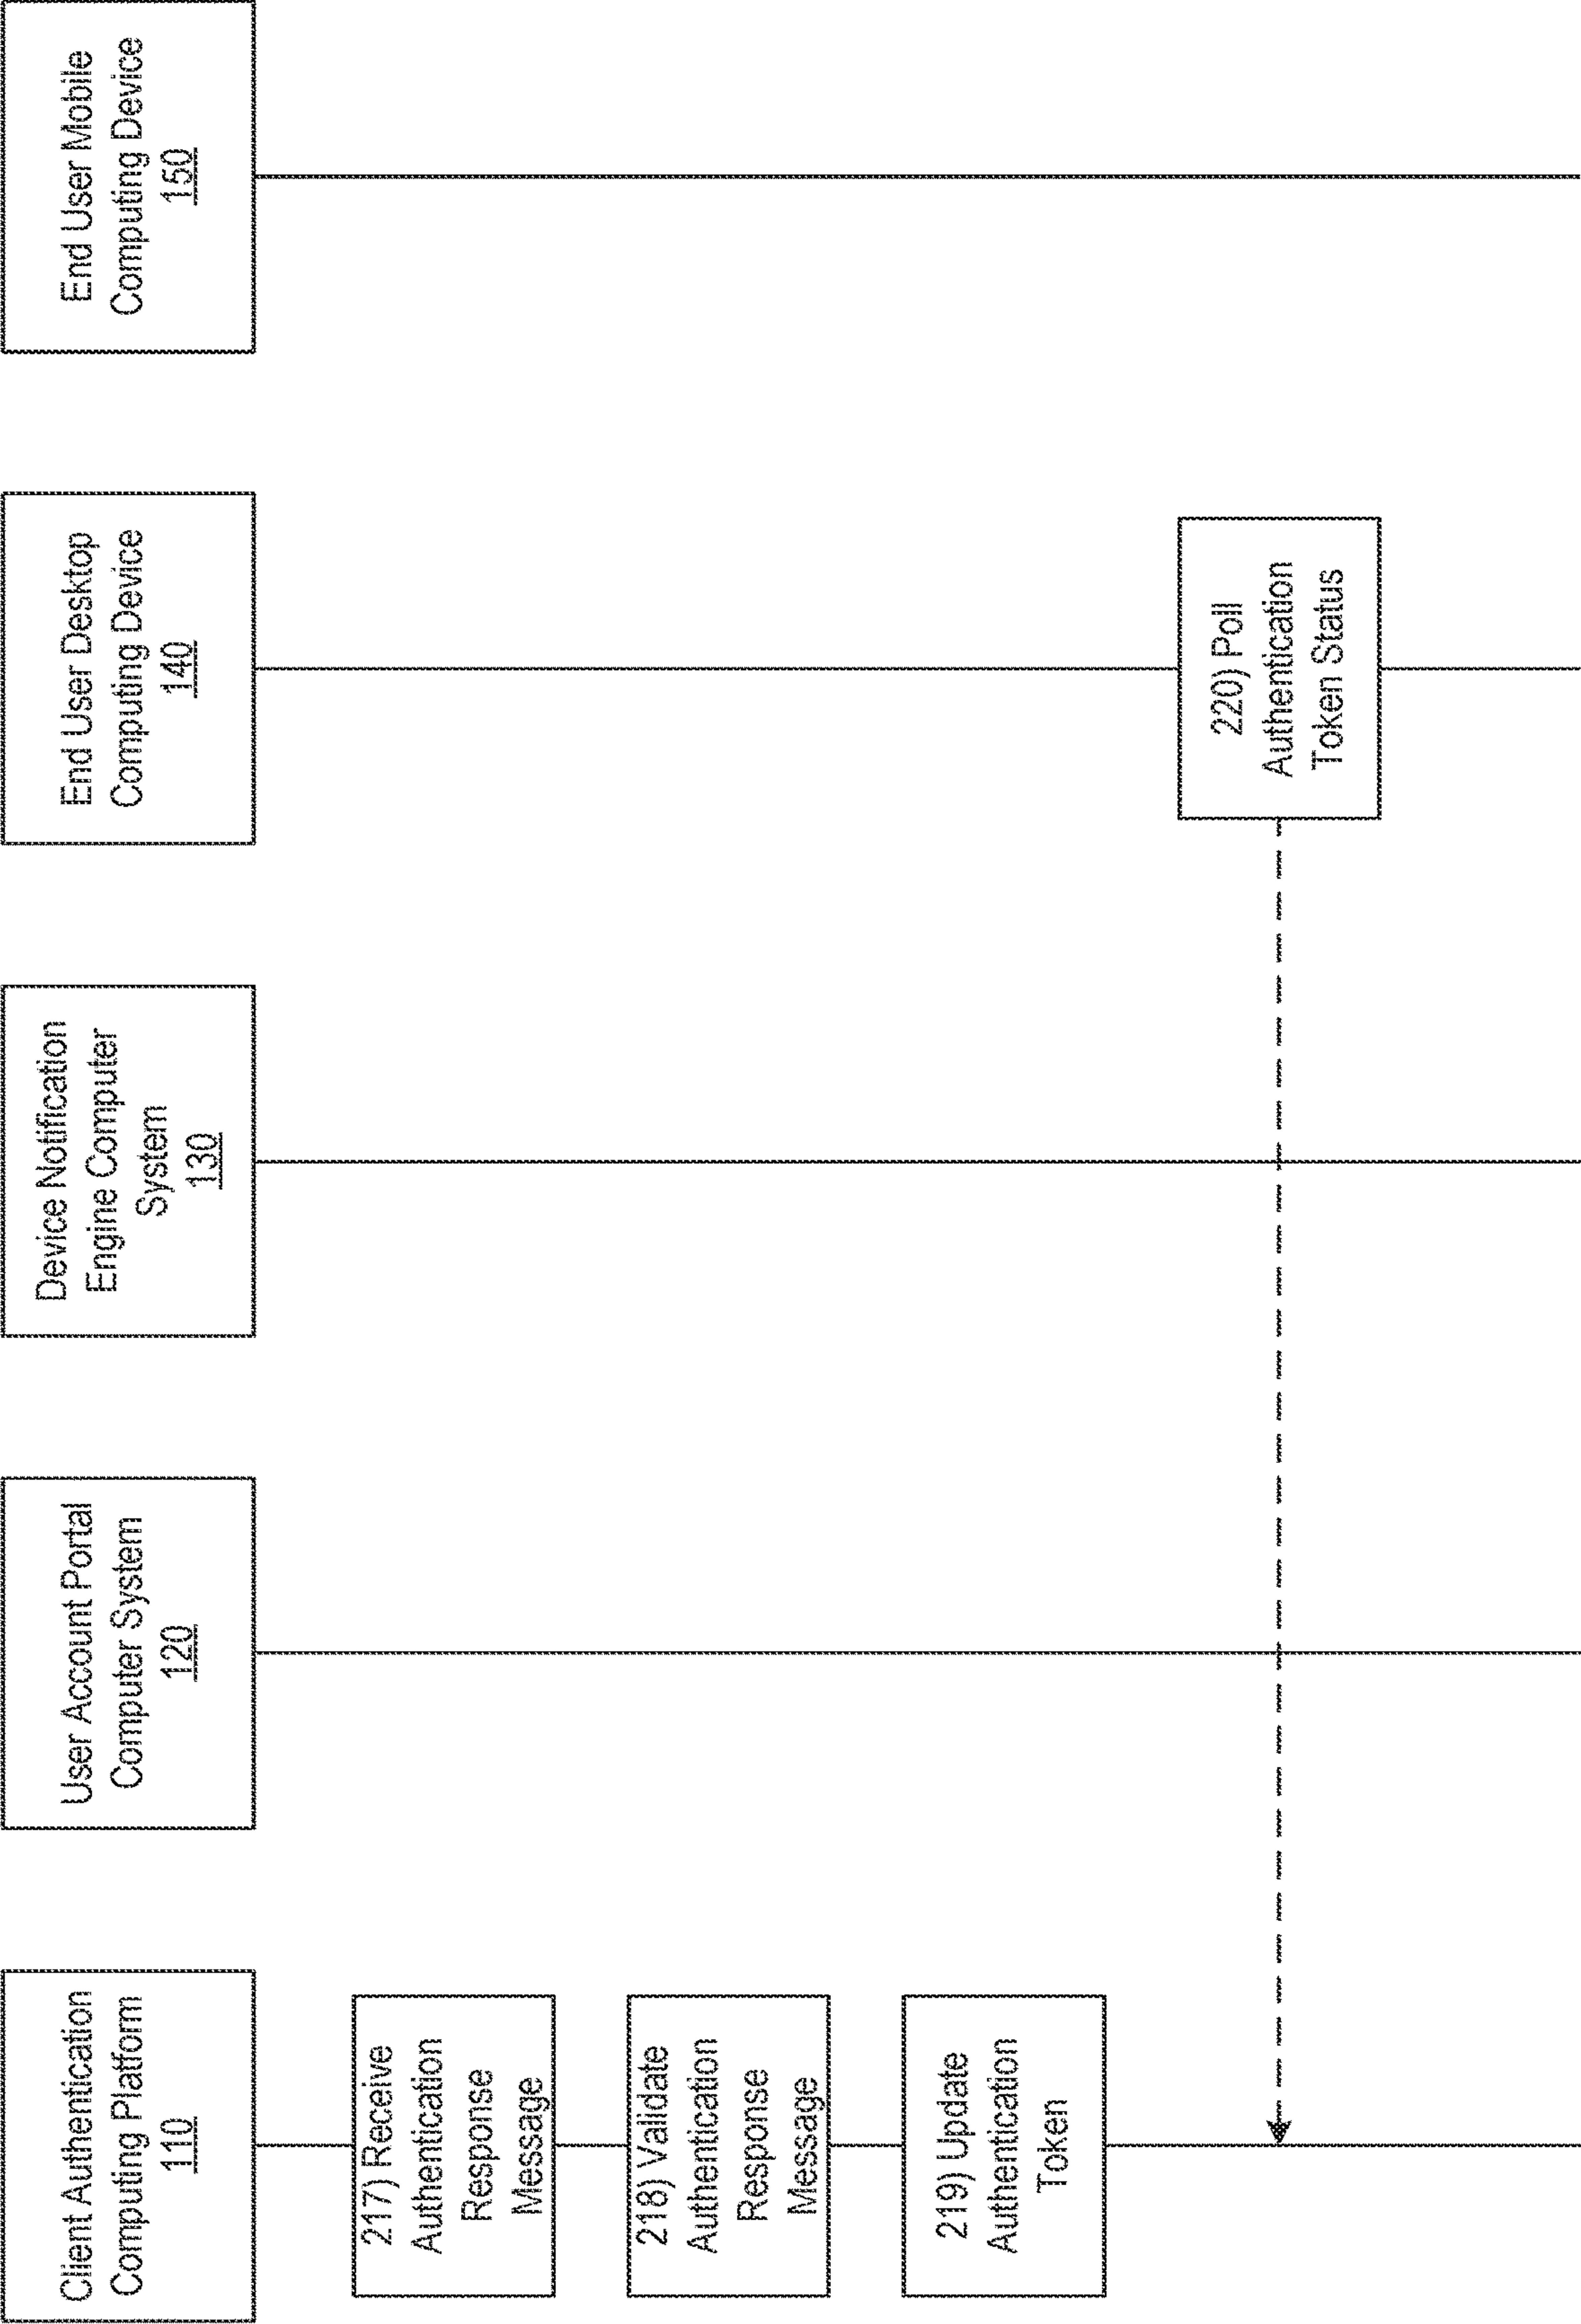 Client Authentication
Computing Platform
110
User Account Portal
Computer System
120
Device Notification
Engine Computer
System
130
End User Desktop
Computing Device
140
End User Mobile
Computing Device
150
217) Receive
Authentication
Response
Message
218) Validate
Authentication
Response
Message
219) Update
Authentication
Token
220) Poll
Authentication
Token Status